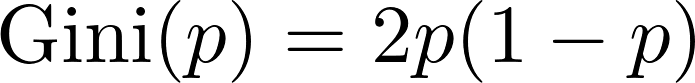 Gini(p) = 2p(1 − p)